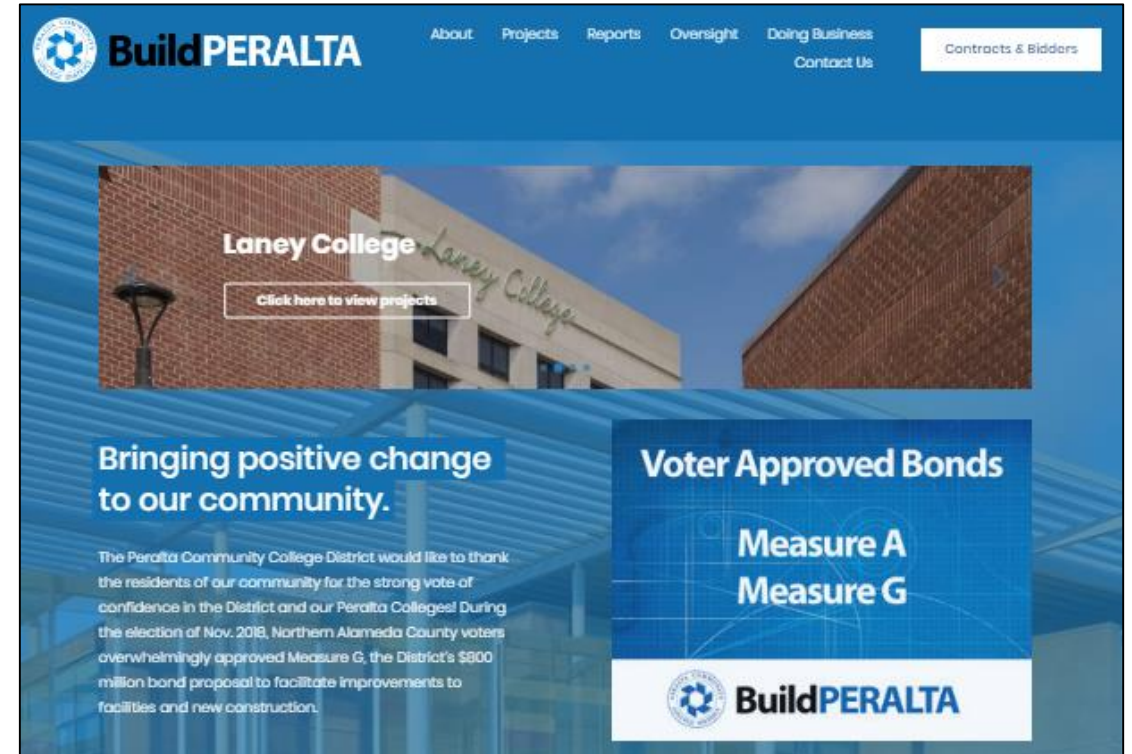 BuildPERALTA
About Projects Reports Oversight Doing Business
Contact Us
Contracts & Bidders
Laney College
Click here to view projects
Laney College
Bringing positive change
to our community.
The Peralta Community College District would like to thank
the residents of our community for the strong vote of
confidence in the District and our Peralta Colleges! During
the election of Nov. 2018, Northern Alameda County voters
overwhelmingly approved Measure G, the District's $800
million bond proposal to facilitate improvements to
facilities and new construction.
Voter Approved Bonds
Measure A
Measure G
BuildPERALTA